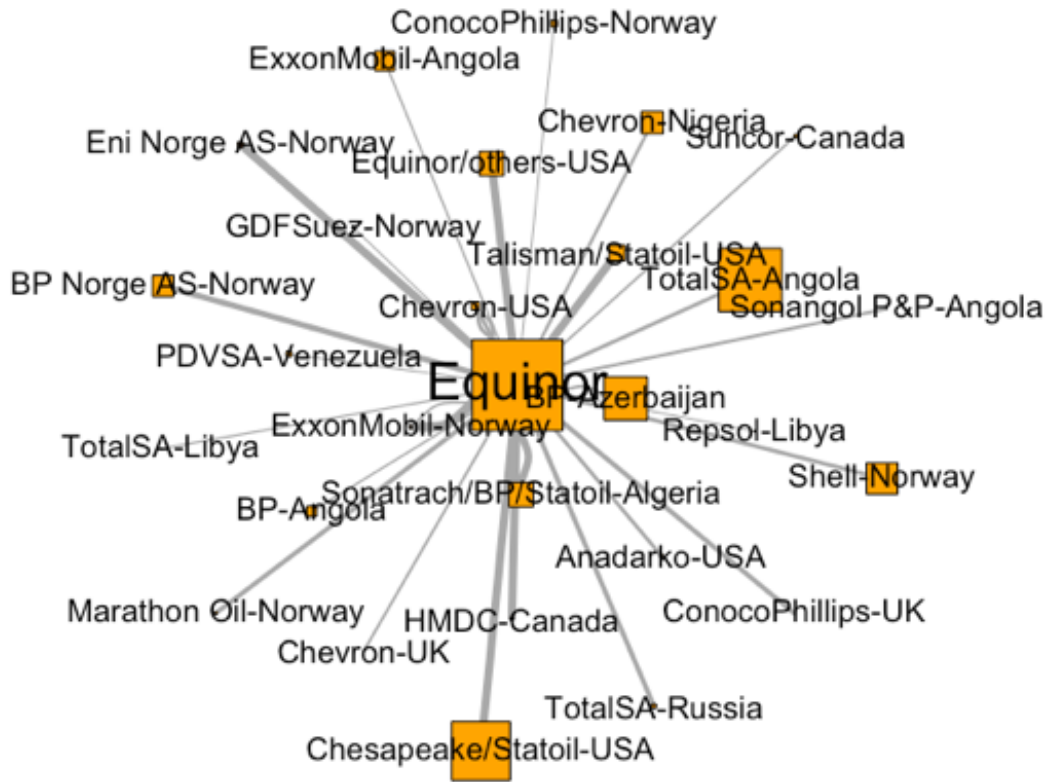 ConocoPhillips-Norway
ExxonMobil-Angola
Chevron-Nigeria
Suncor-Canada
Eni Norge AS-Norway
Equinor/others-USA
GDFSuez-Norway
Talisman/Statoil-USA
TotalSA-Angola
BP Norge AS-Norway
Chevron-USA
Sonangol P&P-Angola
PDVSA-Venezuela
Equinor
BP-Azerbaijan
ExxonMobil-Norway
Repsol-Libya
TotalSA-Libya
Shell-Norway
Sonatrach/BP/Statoil-Algeria
BP-Angola
Anadarko-USA
Marathon Oil-Norway
HMDC-Canada
ConocoPhillips-UK
Chevron-UK
TotalSA-Russia
Chesapeake/Statoil-USA